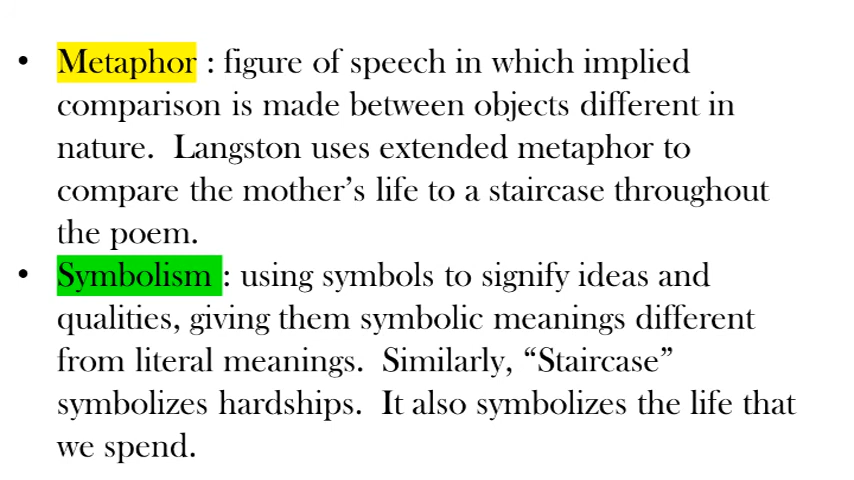 • Metaphor : figure of speech in which implied
comparison is made between objects different in
nature.  Langston uses extended metaphor to
compare the mother’s life to a staircase throughout
the poem.
• Symbolism : using symbols to signify ideas and
qualities, giving them symbolic meanings different
from literal meanings.  Similarly, “Staircase”
symbolizes hardships.  It also symbolizes the life that
we spend.